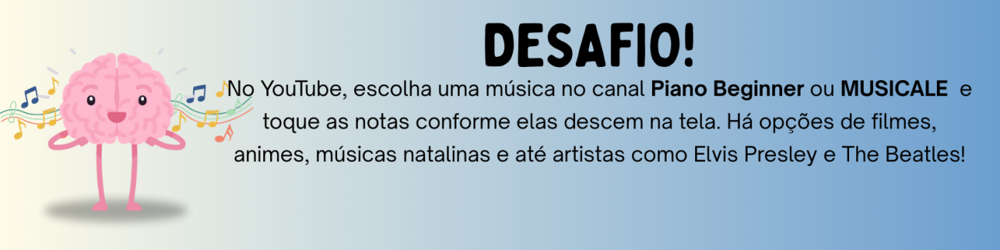 DESAFIO!
No YouTube, escolha uma música no canal Piano Beginner ou MUSICALE e
toque as notas conforme elas descem na tela. Há opções de filmes,
animes, músicas natalinas e até artistas como Elvis Presley e The Beatles!